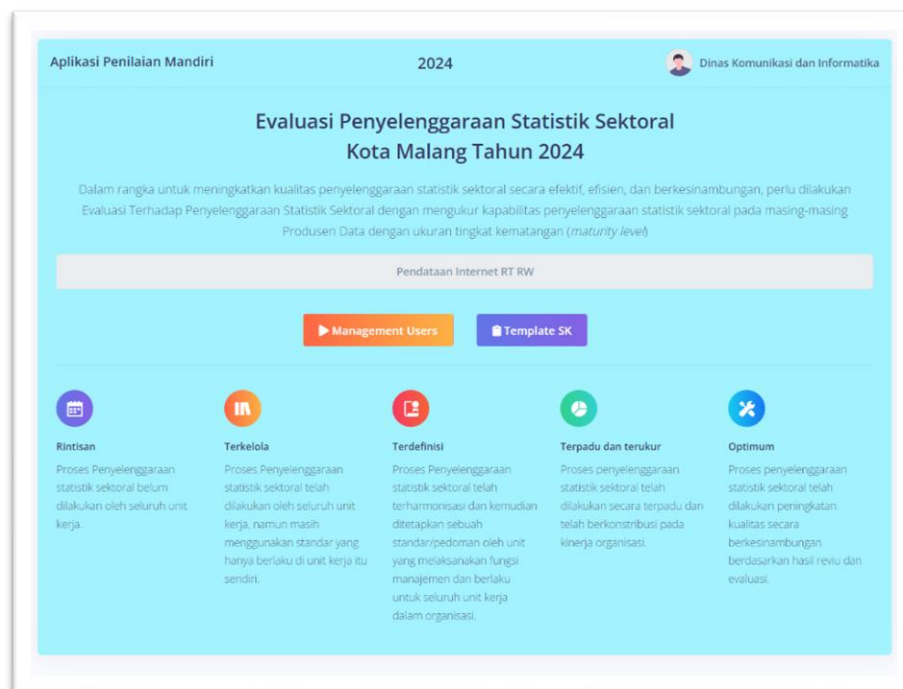 Aplikasi Penilaian Mandiri
2024
Dinas Komunikasi dan Informatika
Evaluasi Penyelenggaraan Statistik Sektoral
Kota Malang Tahun 2024
Dalam rangka untuk meningkatkan kualitas penyelenggaraan statistik sektoral secara efektif, efisien, dan berkesinambungan, perlu dilakukan
Evaluasi Terhadap Penyelenggaraan Statistik Sektoral dengan mengukur kapabilitas penyelenggaraan statistik sektoral pada masing-masing
Produsen Data dengan ukuran tingkat kematangan (maturity level)
Pendataan Internet RT RW
Management Users
Template SK
Rintisan
Proses Penyelenggaraan
statistik sektoral belum
dilakukan oleh seluruh unit
kerja.
Terkelola
Proses Penyelenggaraan
statistik sektoral telah
dilakukan oleh seluruh unit
kerja, namun masih
menggunakan standar yang
hanya berlaku di unit kerja itu
sendiri.
Terdefinisi
Proses Penyelenggaraan
statistik sektoral telah
terharmonisasi dan kemudian
ditetapkan sebuah
standar/pedoman oleh unit
yang melaksanakan fungsi
manajemen dan berlaku
untuk seluruh unit kerja
dalam organisasi.
Terpadu dan terukur
Proses penyelenggaraan
statistik sektoral telah
dilakukan secara terpadu dan
telah berkonstribusi pada
kinerja organisasi.
Optimum
Proses penyelenggaraan
statistik sektoral telah
dilakukan peningkatan
kualitas secara
berkesinambungan
berdasarkan hasil reviu dan
evaluasi.